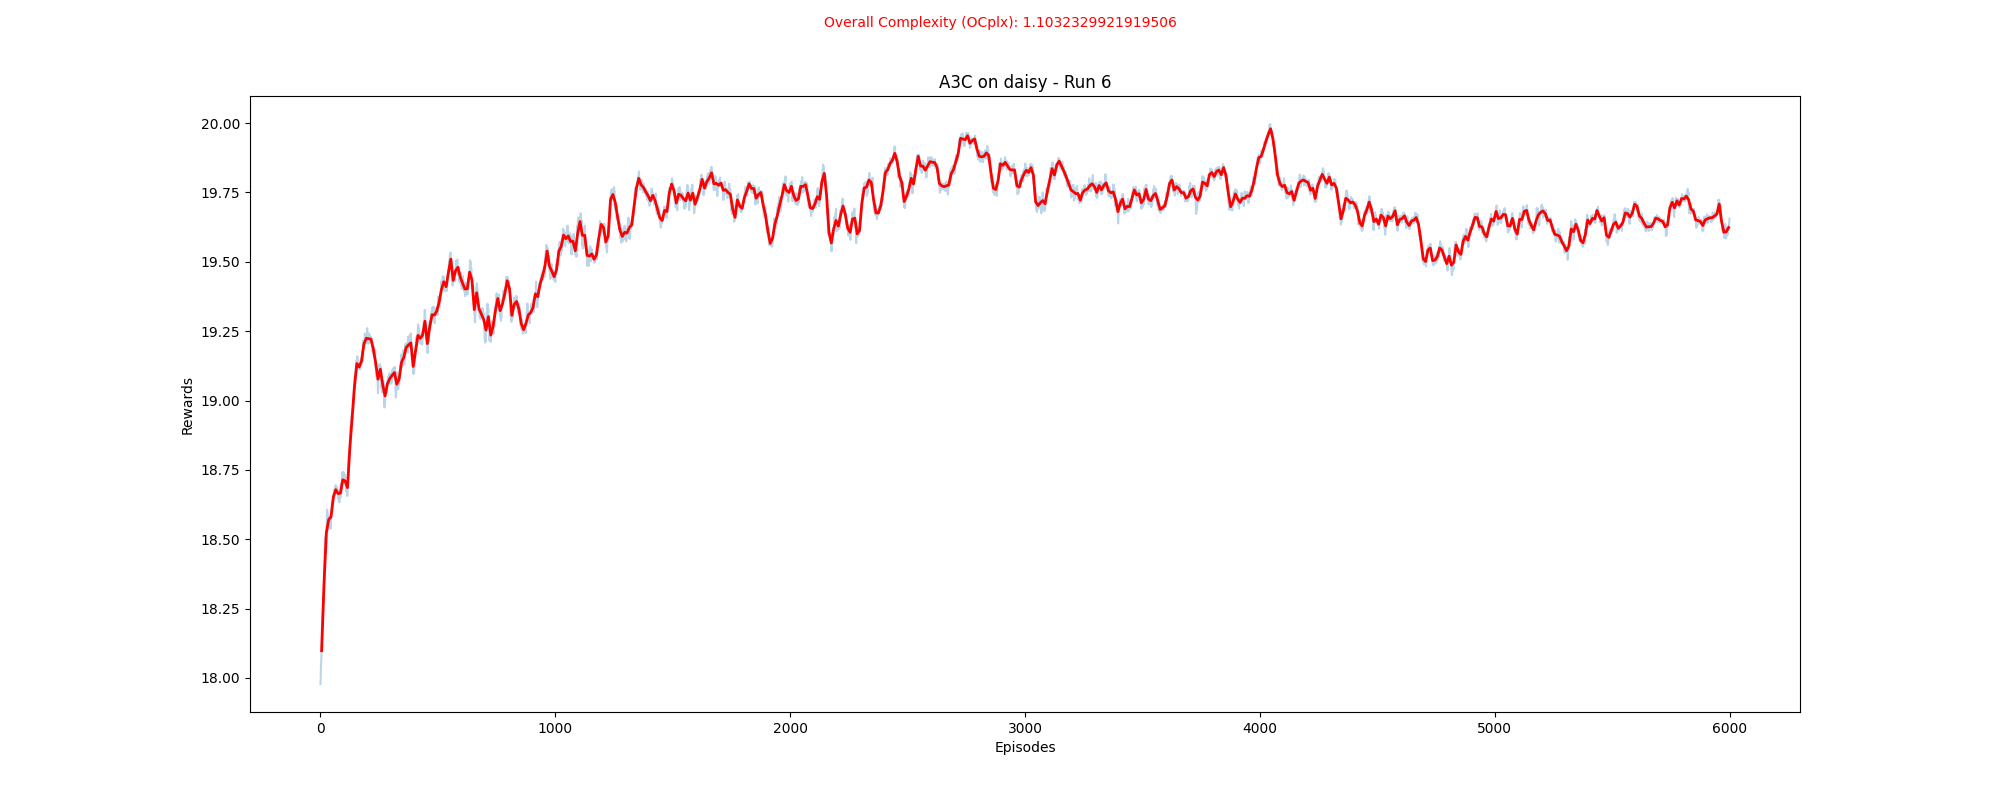 Overall Complexity (OCplx): 1.1032329921919506
A3C on daisy - Run 6
20.00
19.75
19.50
19.25
19.00
18.75
18.50
18.25
18.00
Rewards
0 1000 2000 3000 4000 5000 6000
Episodes